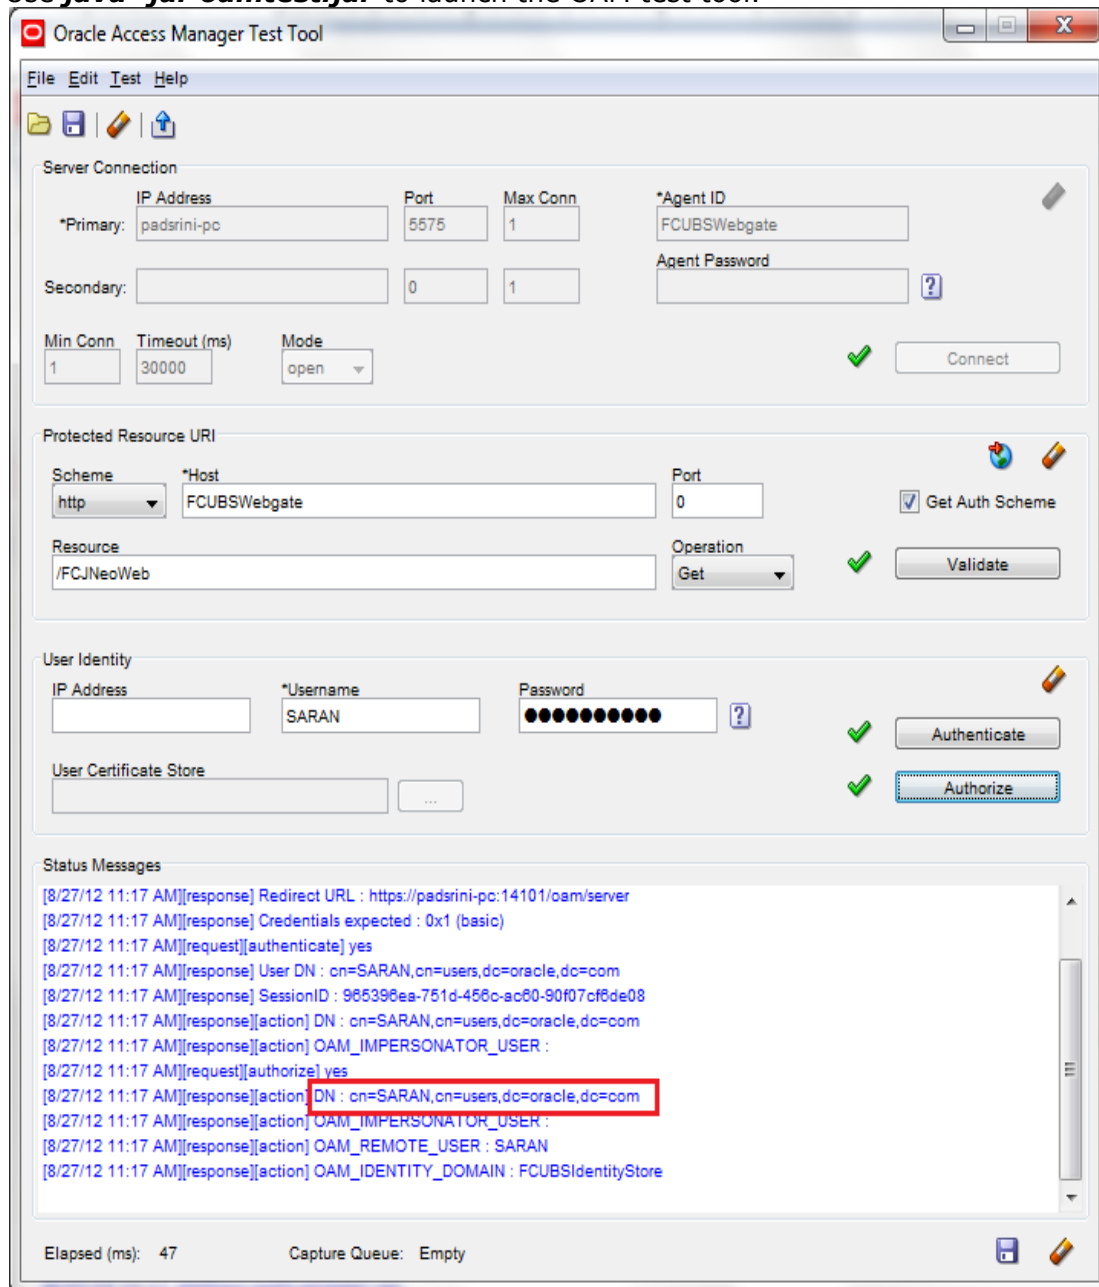 Use java -jar oamtest.jar to launch the OAM test tool.
Oracle Access Manager Test Tool
File Edit Test Help
Server Connection
IP Address Port Max Conn *Agent ID
*Primary: padsrini-pc 5575 1 FCUBSWebgate
Agent Password
Secondary: 0 1 ?
Min Conn Timeout (ms) Mode
1 30000 open Connect
Protected Resource URI
Scheme *Host Port
http FCUBSWebgate 0 Get Auth Scheme
Resource Operation
/FCJNeoWeb Get Validate
User Identity
IP Address *Username Password
SARAN ●●●●●●●●●● ?
Authenticate
User Certificate Store
... Authorize
Status Messages
[8/27/12 11:17 AM][response] Redirect URL : https://padsrini-pc:14101/oam/server
[8/27/12 11:17 AM][response] Credentials expected : 0x1 (basic)
[8/27/12 11:17 AM][request][authenticate] yes
[8/27/12 11:17 AM][response] User DN : cn=SARAN,cn=users,dc=oracle,dc=com
[8/27/12 11:17 AM][response] SessionID : 965396ea-751d-456c-ac60-90f07cf6de08
[8/27/12 11:17 AM][response][action] DN : cn=SARAN,cn=users,dc=oracle,dc=com
[8/27/12 11:17 AM][response][action] OAM_IMPERSONATOR_USER :
[8/27/12 11:17 AM][request][authorize] yes
[8/27/12 11:17 AM][response][action] DN : cn=SARAN,cn=users,dc=oracle,dc=com
[8/27/12 11:17 AM][response][action] OAM_IMPERSONATOR_USER :
[8/27/12 11:17 AM][response][action] OAM_REMOTE_USER : SARAN
[8/27/12 11:17 AM][response][action] OAM_IDENTITY_DOMAIN : FCUBSIdentityStore
Elapsed (ms): 47 Capture Queue: Empty